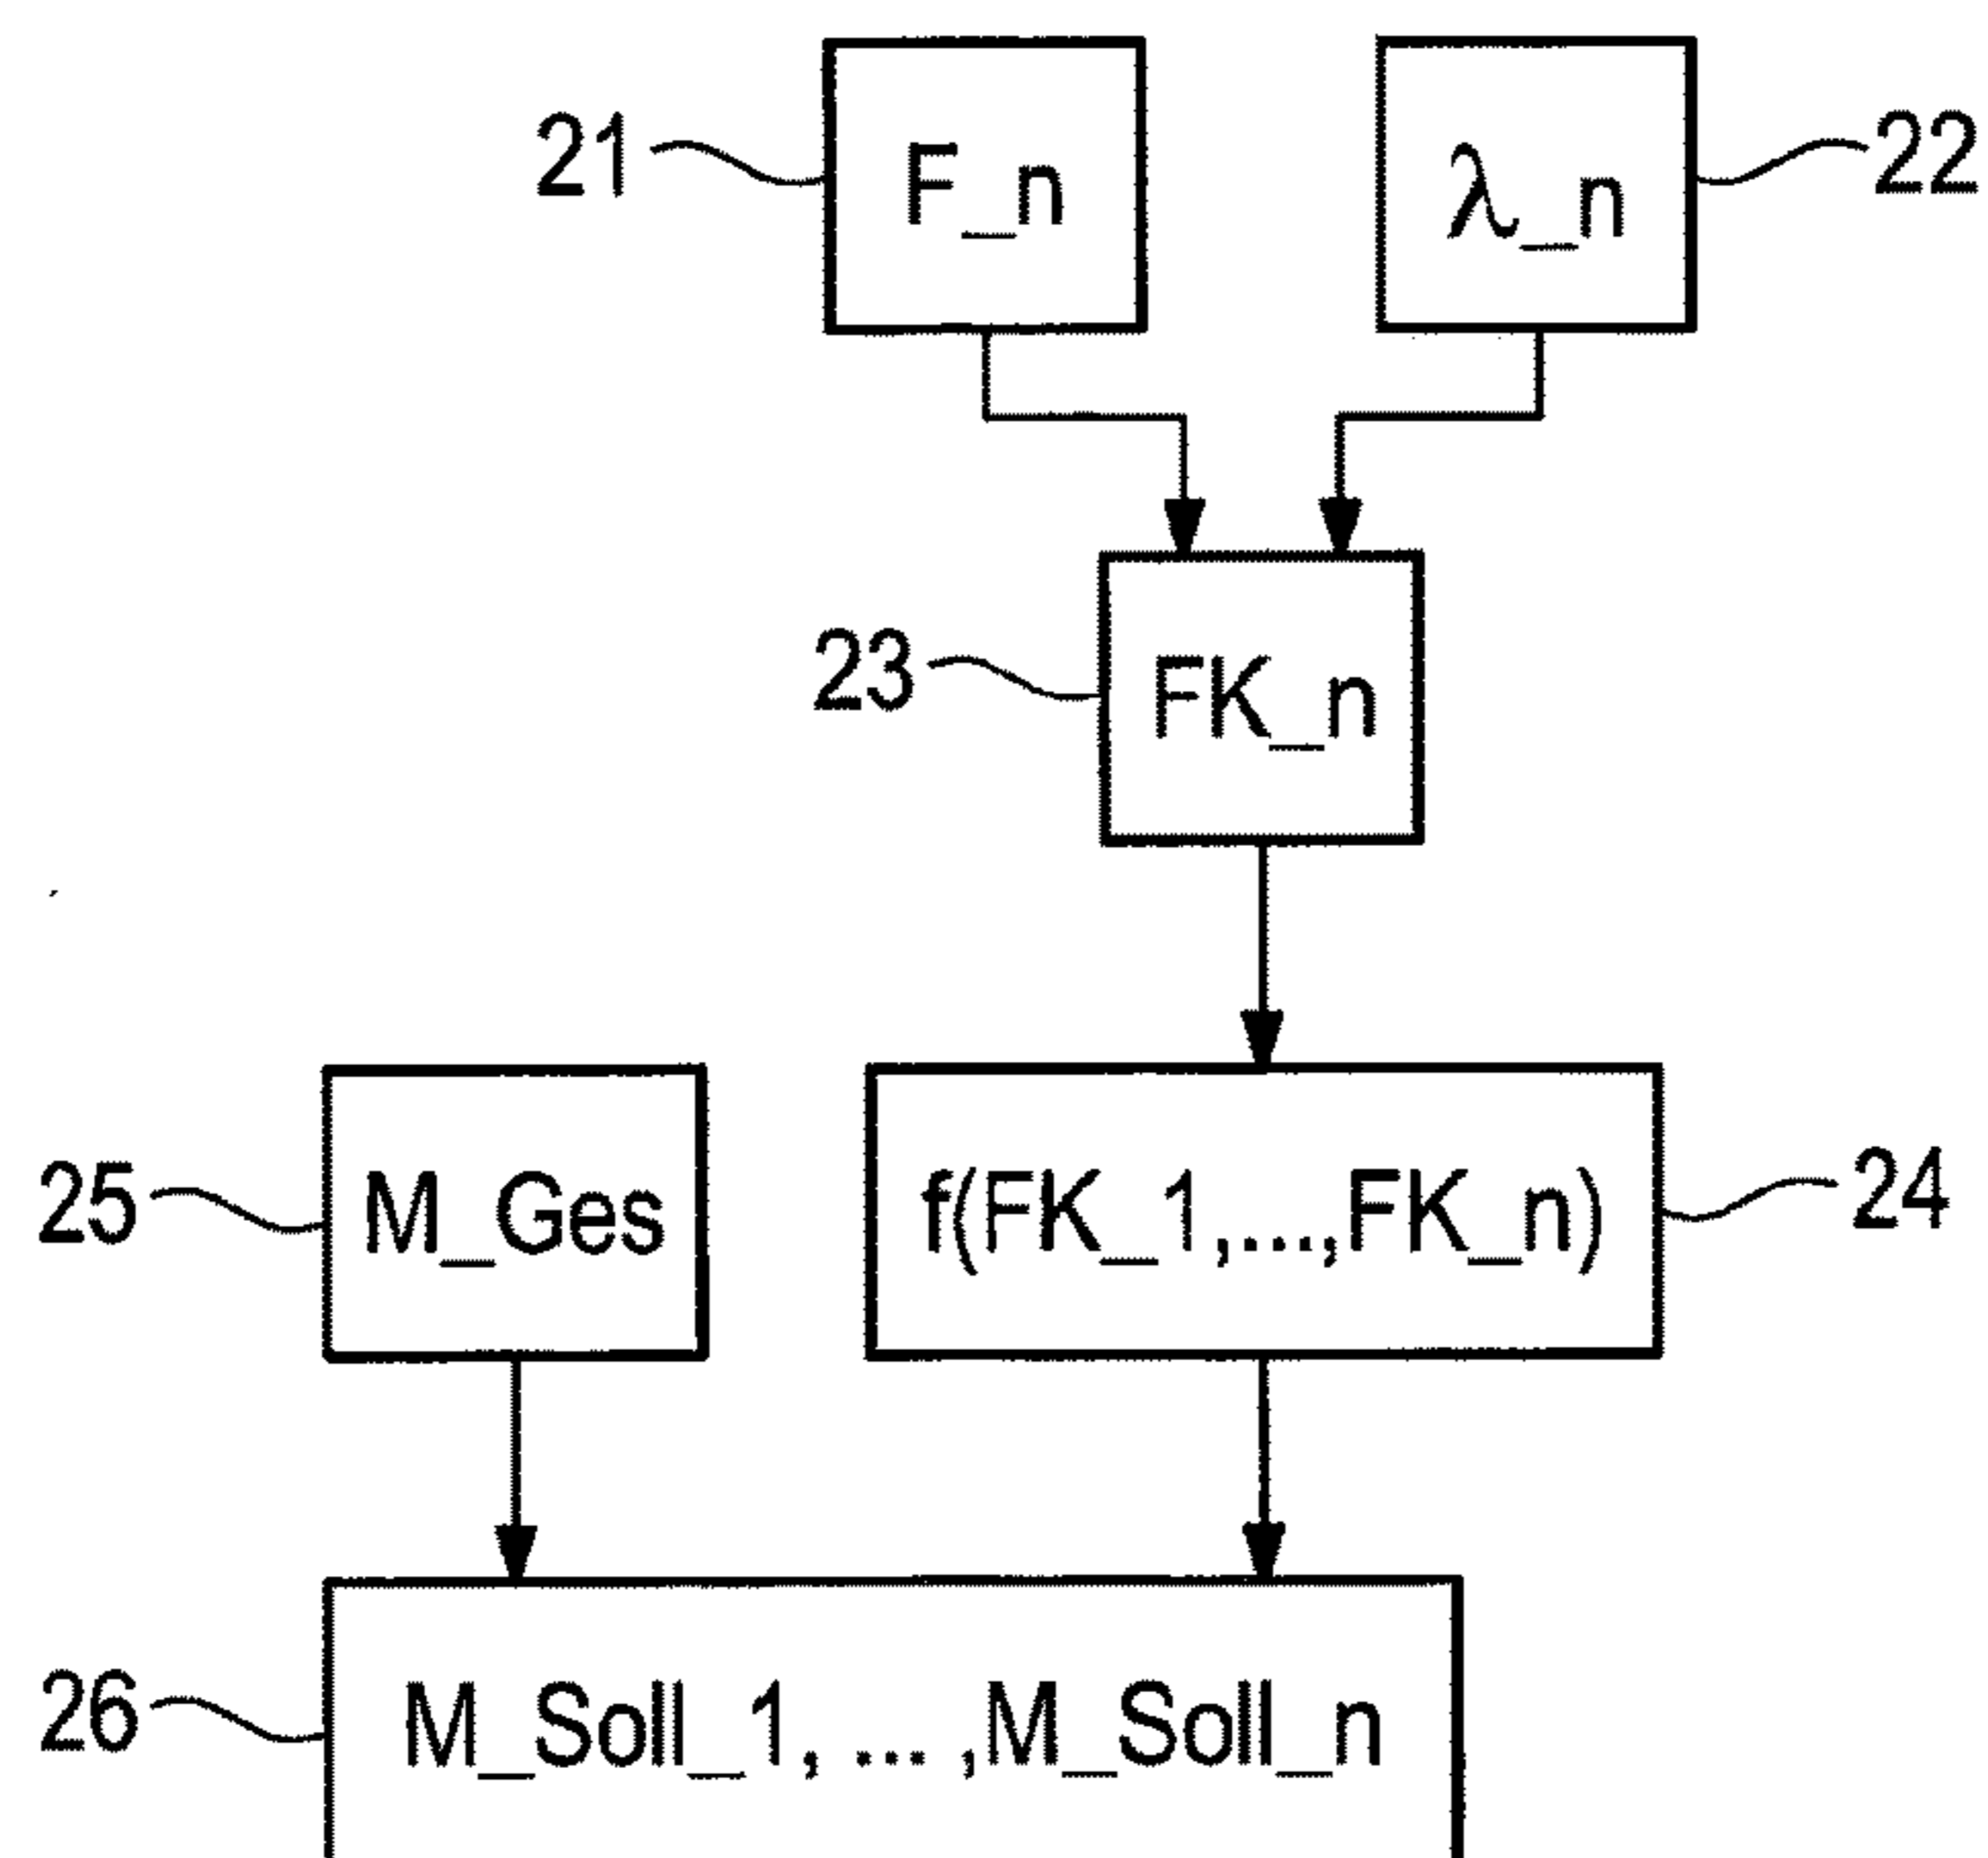 21 F_n λ_n 22
23 FK_n
25 M_Ges f(FK_1,...,FK_n) 24
26 M_Soll_1, ... ,M_Soll_n